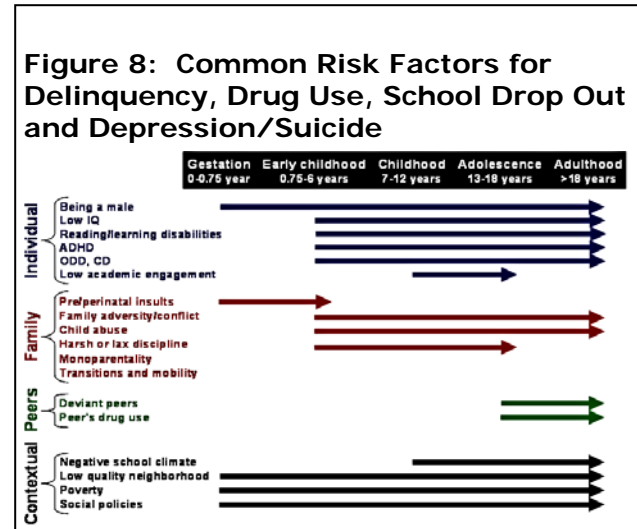 Figure 8: Common Risk Factors for
Delinquency, Drug Use, School Drop Out
and Depression/Suicide
Gestation Early childhood Childhood Adolescence Adulthood
0-0.75 year 0.75-6 years 7-12 years 13-18 years >18 years
Individual
Being a male
Low IQ
Reading/learning disabilities
ADHD
ODD, CD
Low academic engagement
Family
Pre/perinatal insults
Family adversity/conflict
Child abuse
Harsh or lax discipline
Monoparentality
Transitions and mobility
Peers
Deviant peers
Peer's drug use
Contextual
Negative school climate
Low quality neighborhood
Poverty
Social policies